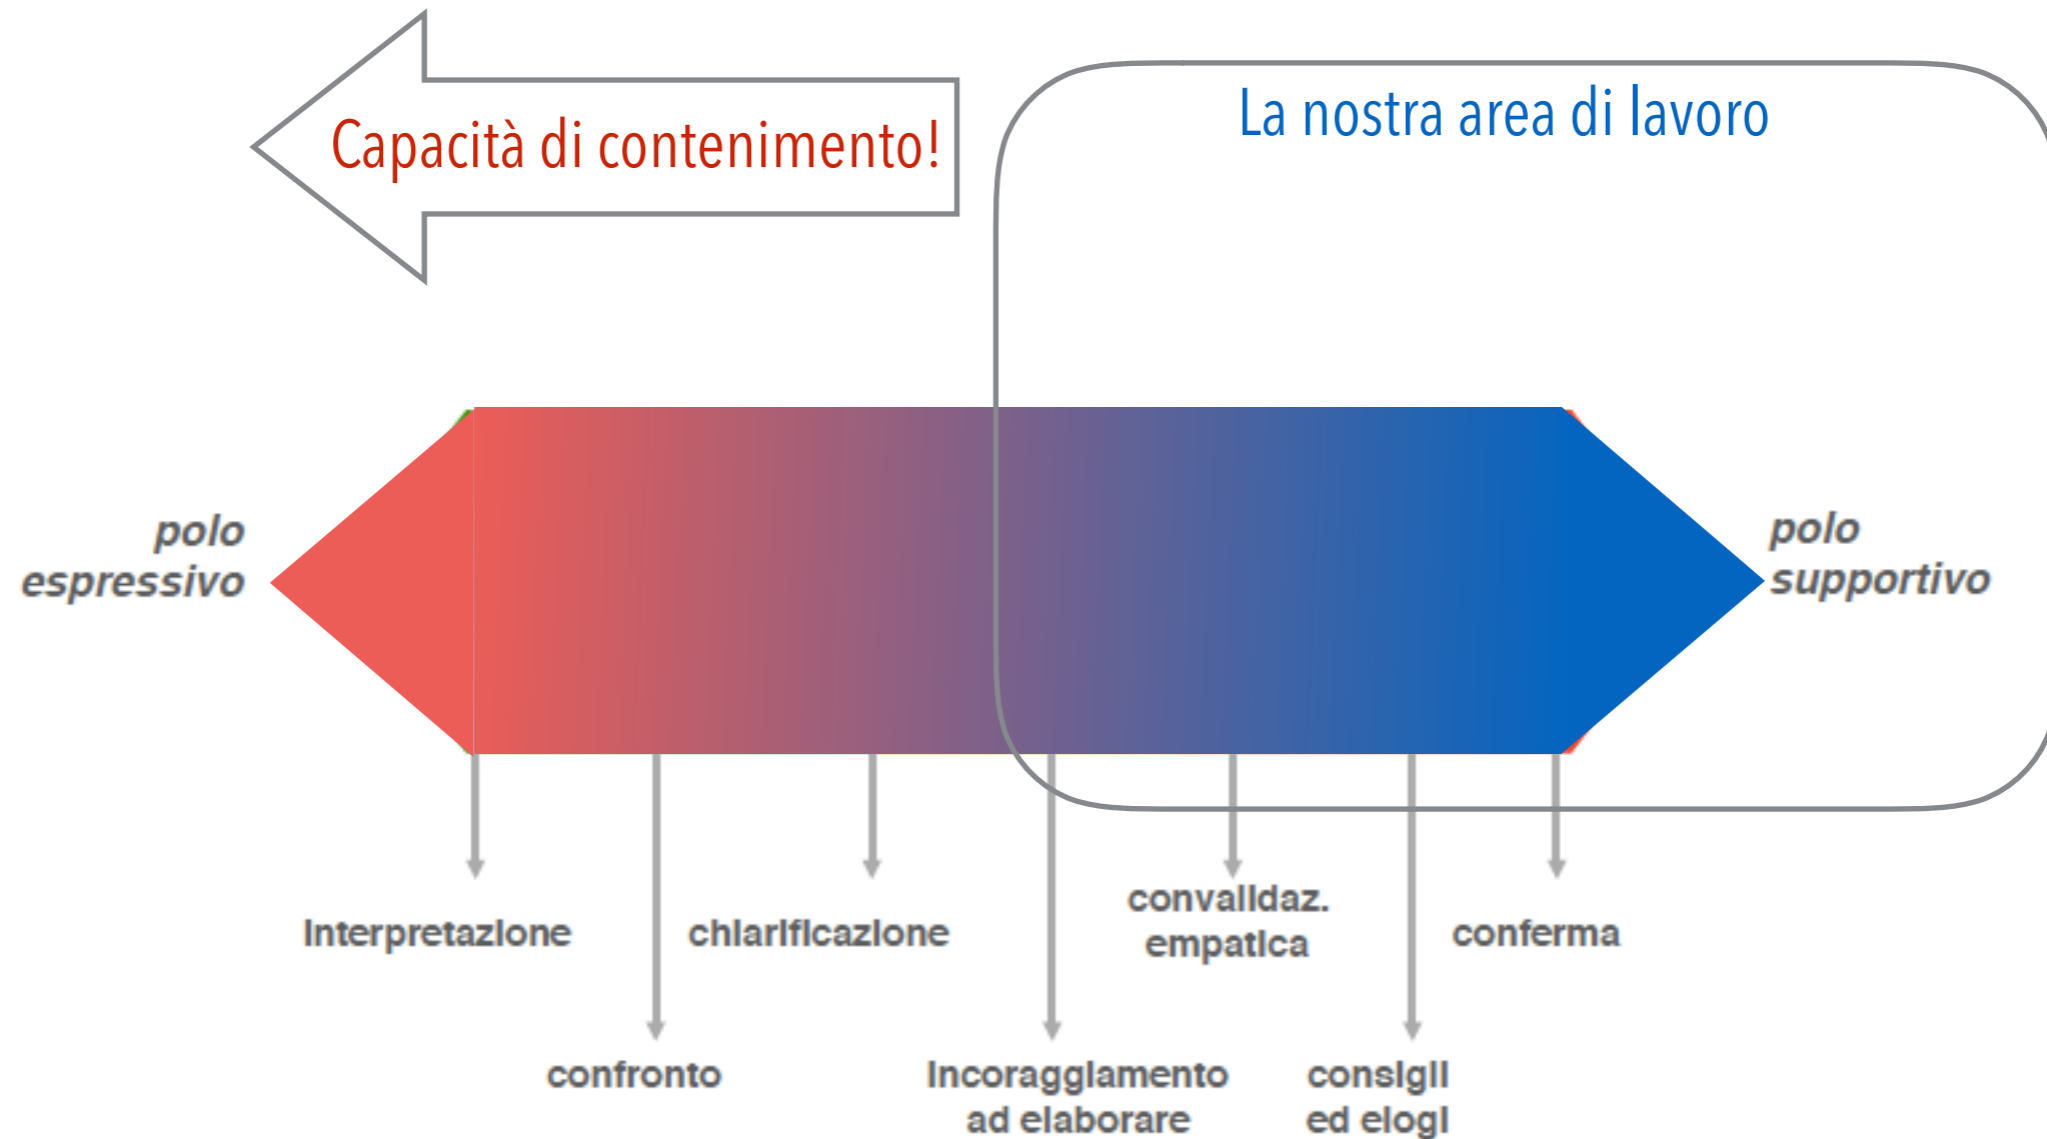 Capacità di contenimento!
La nostra area di lavoro
polo
espressivo
polo
supportivo
interpretazione
chiarificazione
convalidaz.
empatica
conferma
confronto
incoraggiamento
ad elaborare
consigli
ed elogi